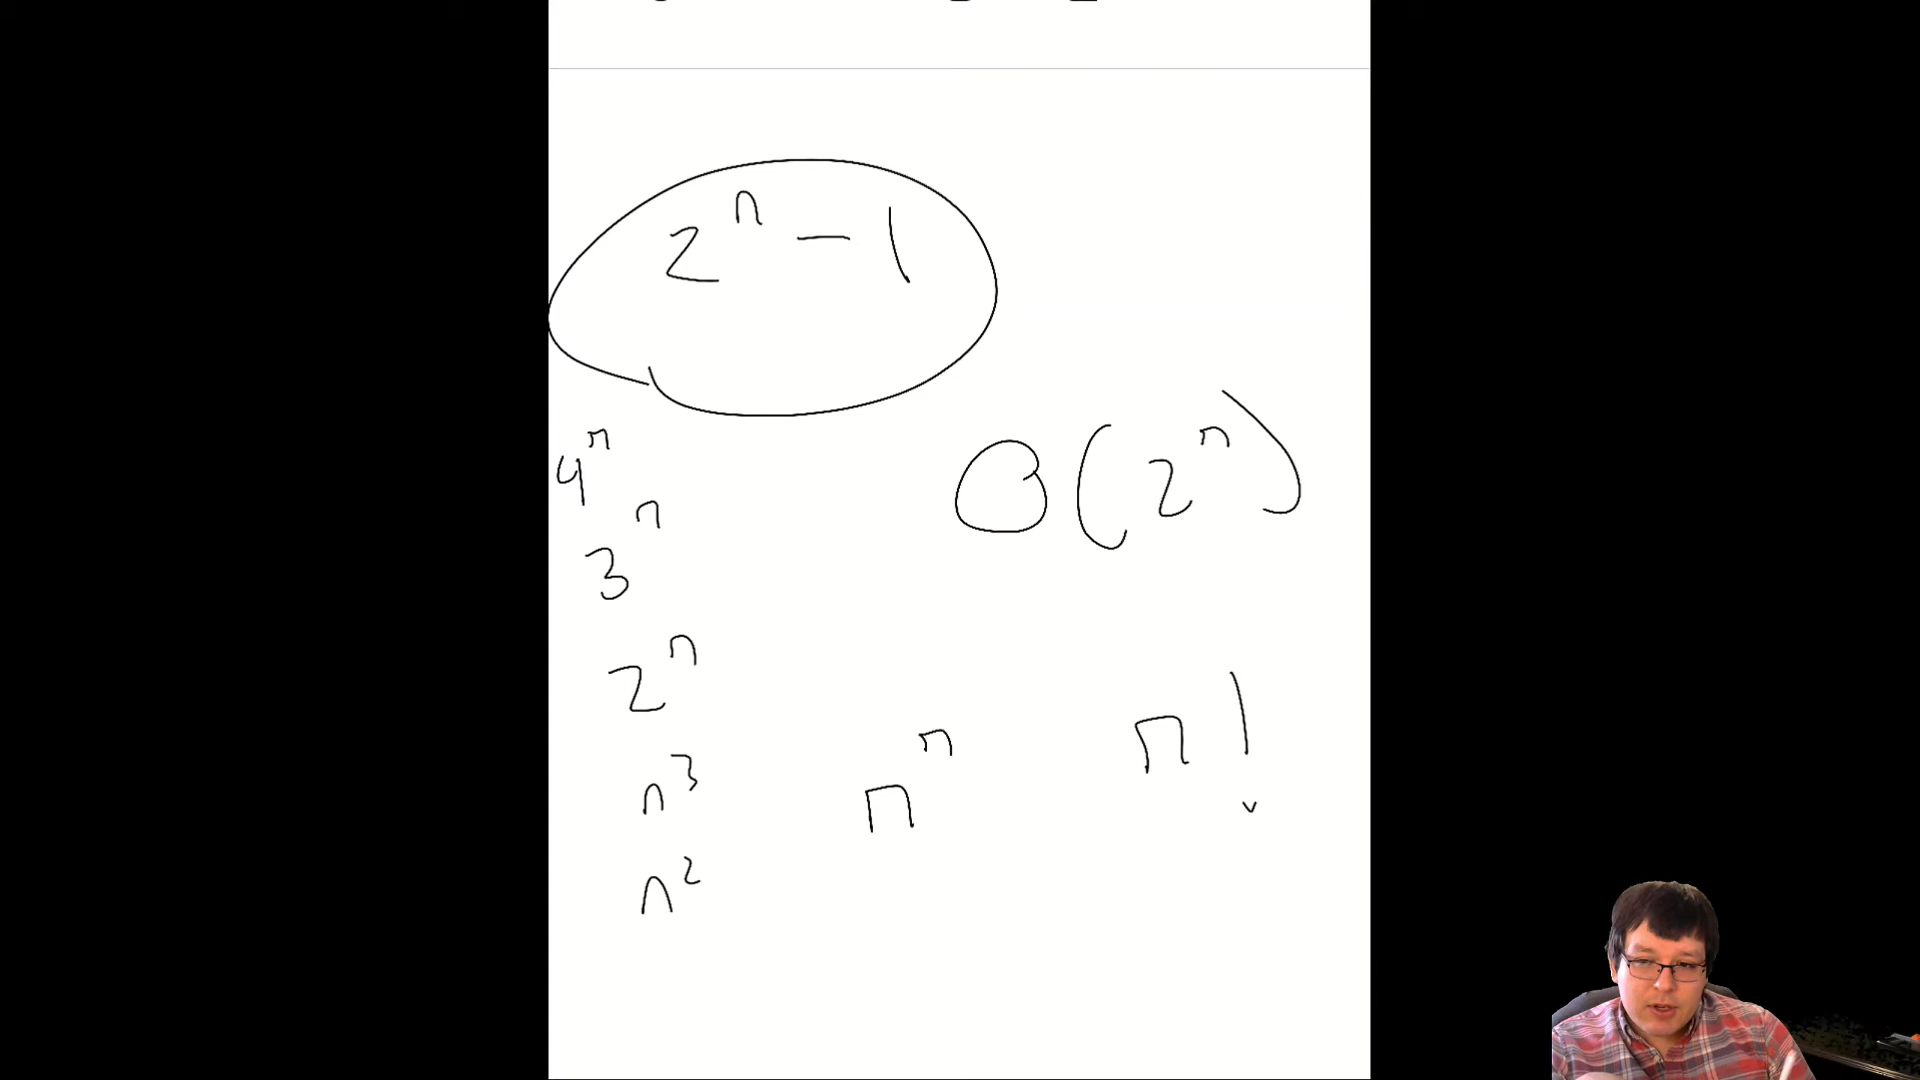 2ⁿ - 1
4ⁿ
O(2ⁿ)
3ⁿ
2ⁿ
n³
nⁿ
n!
n²